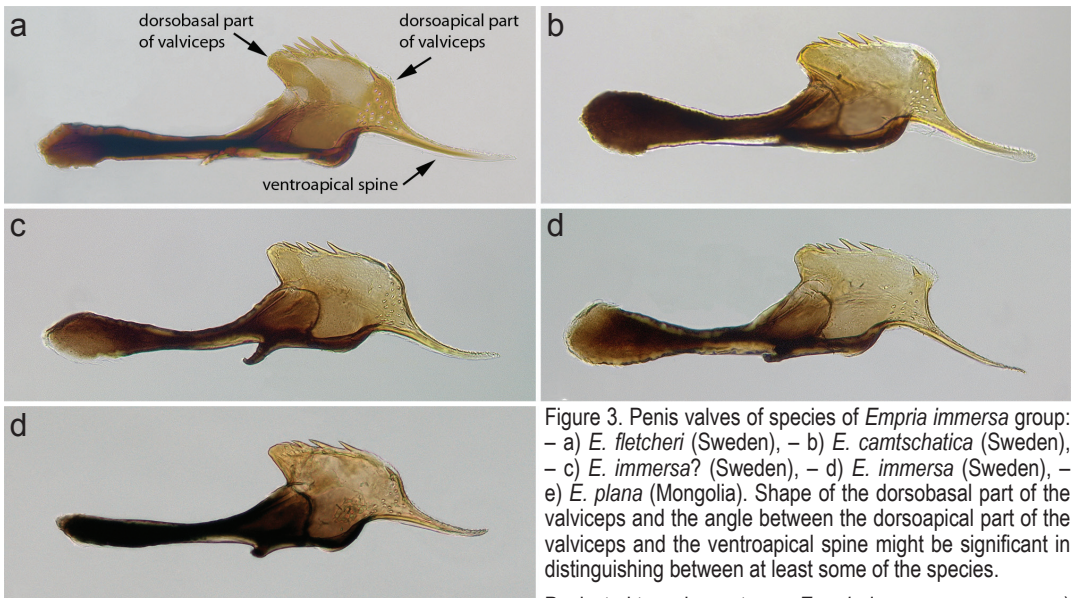 a
dorsobasal part
of valviceps
dorsoapical part
of valviceps
ventroapical spine
b
c
d
d
Figure 3. Penis valves of species of Empria immersa group:
– a) E. fletcheri (Sweden), – b) E. camtschatica (Sweden),
– c) E. immersa? (Sweden), – d) E. immersa (Sweden), –
e) E. plana (Mongolia). Shape of the dorsobasal part of the
valviceps and the angle between the dorsoapical part of the
valviceps and the ventroapical spine might be significant in
distinguishing between at least some of the species.